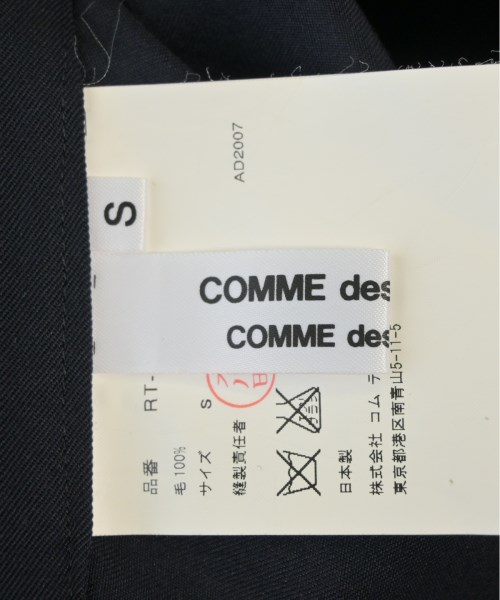 AD2007
S
COMME des
COMME des
品番 RT-
毛 100%
サイズ S
縫製責任者
日本製
株式会社 コム デ
東京都港区南青山5-11-5